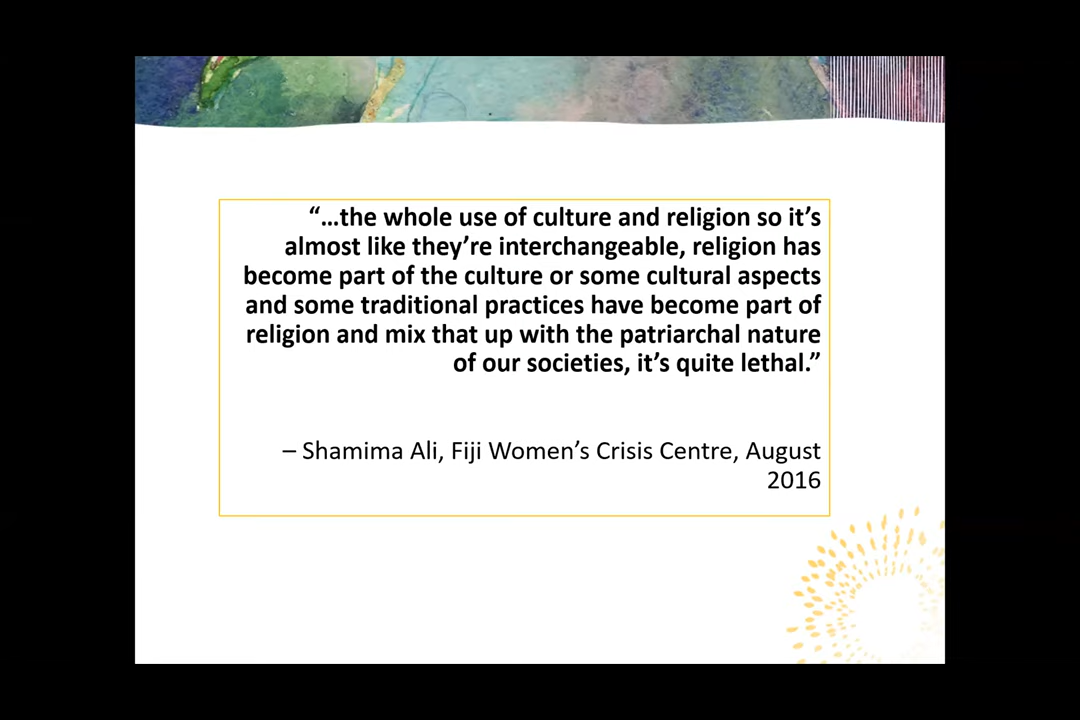 “…the whole use of culture and religion so it’s
almost like they’re interchangeable, religion has
become part of the culture or some cultural aspects
and some traditional practices have become part of
religion and mix that up with the patriarchal nature
of our societies, it’s quite lethal.”
– Shamima Ali, Fiji Women’s Crisis Centre, August
2016